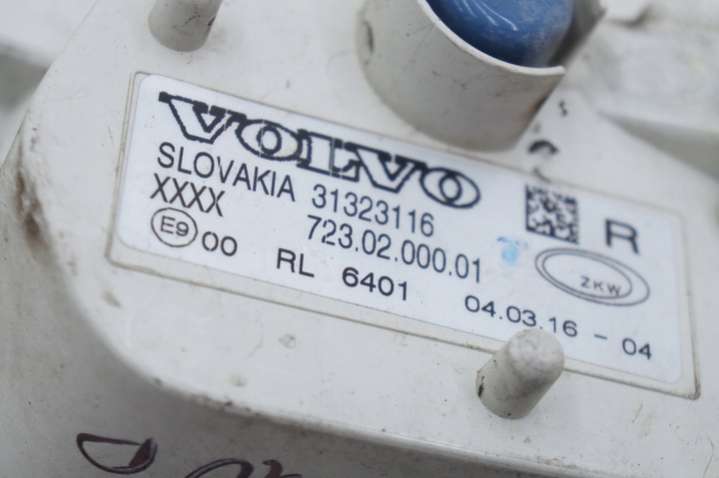 VOLVO
SLOVAKIA 31323116 R
XXXX 723.02.000.01 ZKW
E9 00 RL 6401 04.03.16 - 04